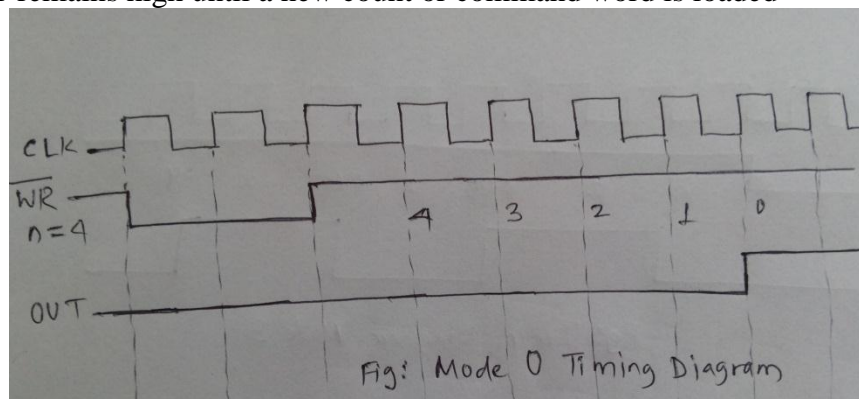 remains high until a new count or command word is loaded
CLK
WR
n=4
4 3 2 1 0
OUT
Fig: Mode 0 Timing Diagram